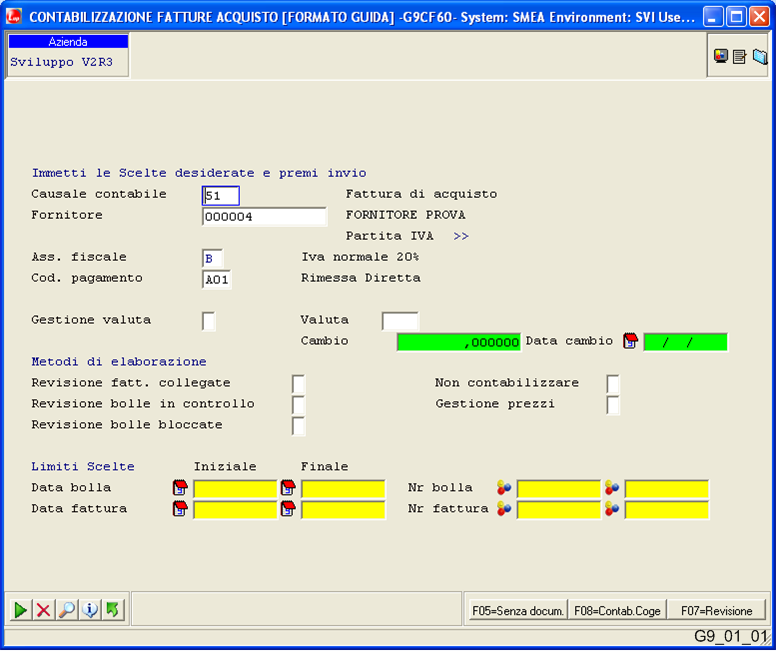 CONTABILIZZAZIONE FATTURE ACQUISTO [FORMATO GUIDA] -G9CF60- System: SMEA Environment: SVI Use...
Azienda
Sviluppo V2R3
Immetti le Scelte desiderate e premi invio
Causale contabile 51 Fattura di acquisto
Fornitore 000004 FORNITORE PROVA
Partita IVA >>
Ass. fiscale B Iva normale 20%
Cod. pagamento A01 Rimessa Diretta
Gestione valuta Valuta
Cambio ,000000 Data cambio / /
Metodi di elaborazione
Revisione fatt. collegate Non contabilizzare
Revisione bolle in controllo Gestione prezzi
Revisione bolle bloccate
Limiti Scelte Iniziale Finale
Data bolla Nr bolla
Data fattura Nr fattura
F05=Senza docum. F08=Contab.Coge F07=Revisione
G9_01_01